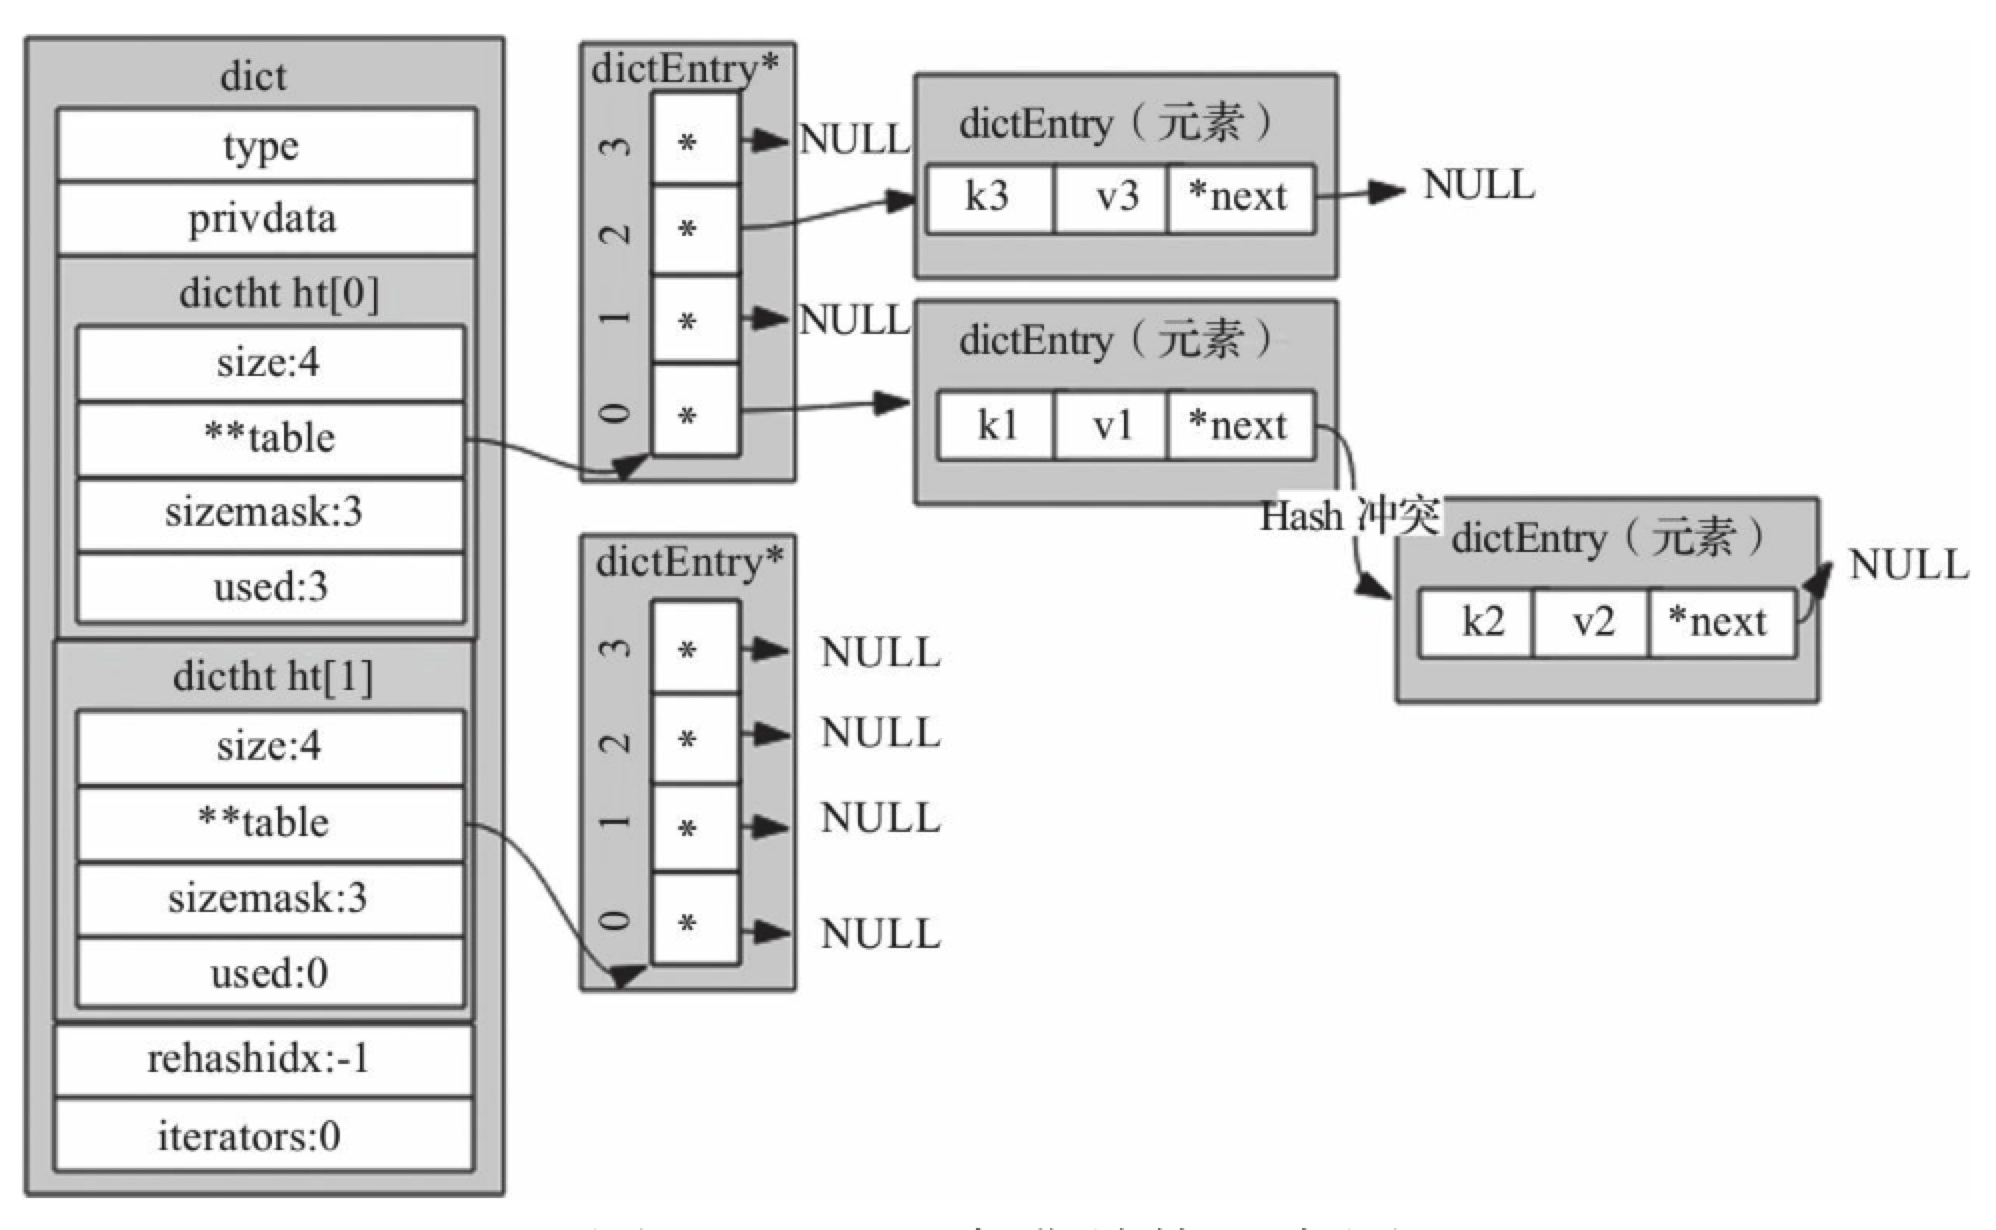 dict
type
privdata
dictht ht[0]
size:4
**table
sizemask:3
used:3
dictht ht[1]
size:4
**table
sizemask:3
used:0
rehashidx:-1
iterators:0
dictEntry*
3 * NULL
2 *
1 * NULL
0 *
dictEntry（元素）
k3 v3 *next NULL
dictEntry（元素）
k1 v1 *next
Hash 冲突
dictEntry（元素）
k2 v2 *next NULL
dictEntry*
3 * NULL
2 * NULL
1 * NULL
0 * NULL